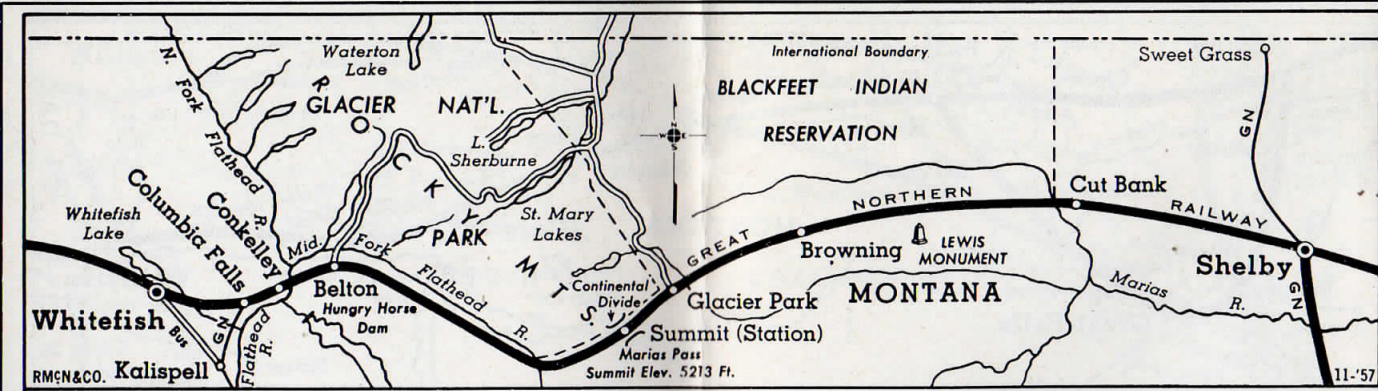 International Boundary
Waterton
Lake
Sweet Grass
N. Fork Flathead R.
GLACIER
NAT'L.
PARK
R
O
C
K
Y
M
T
S.
BLACKFEET INDIAN
RESERVATION
L.
Sherburne
GN
N
W
E
S
Columbia Falls
Conkelley
Whitefish
Lake
Mid. Fork Flathead R.
St. Mary
Lakes
GREAT NORTHERN RAILWAY
Cut Bank
Browning
LEWIS
MONUMENT
Shelby
Belton
Hungry Horse
Dam
Continental
Divide
Glacier Park
MONTANA
Marias R.
GN
Whitefish
Bus
GN
Flathead R.
Kalispell
Summit (Station)
Marias Pass
Summit Elev. 5213 Ft.
RMCN&CO.
11-'57